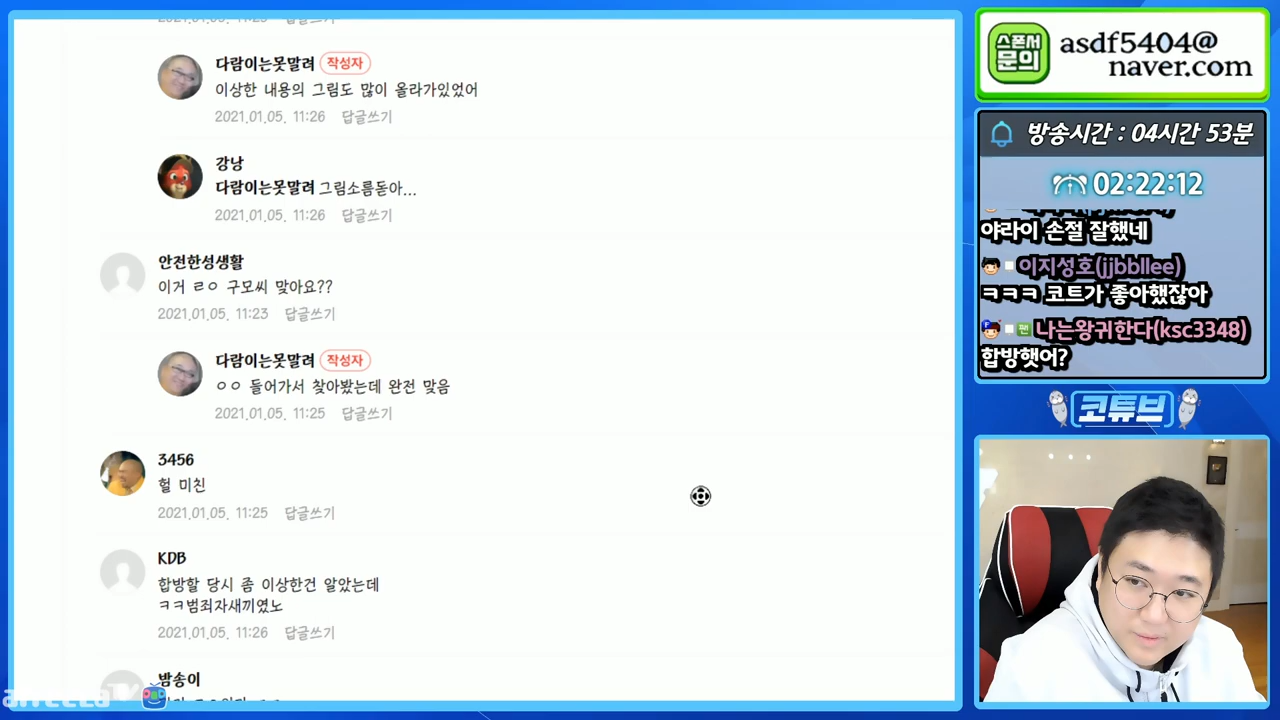 다람이는못말려 작성자
이상한 내용의 그림도 많이 올라가있었어
2021.01.05. 11:26 답글쓰기
강낭
다람이는못말려 그림소름돋아...
2021.01.05. 11:26 답글쓰기
안전한성생활
이거 ㄹㅇ 구모씨 맞아요??
2021.01.05. 11:23 답글쓰기
다람이는못말려 작성자
ㅇㅇ 들어가서 찾아봤는데 완전 맞음
2021.01.05. 11:25 답글쓰기
3456
헐 미친
2021.01.05. 11:25 답글쓰기
KDB
합방할 당시 좀 이상한건 알았는데
ㅋㅋ범죄자새끼였노
2021.01.05. 11:26 답글쓰기
밤송이
스폰서
문의
asdf5404@
naver.com
방송시간 : 04시간 53분
02:22:12
야라이 손절 잘했네
이지성호(jjbbllee)
ㅋㅋㅋ 코트가 좋아했잖아
팬 나는왕귀한다(ksc3348)
합방햇어?
코튜브
afreecaTV